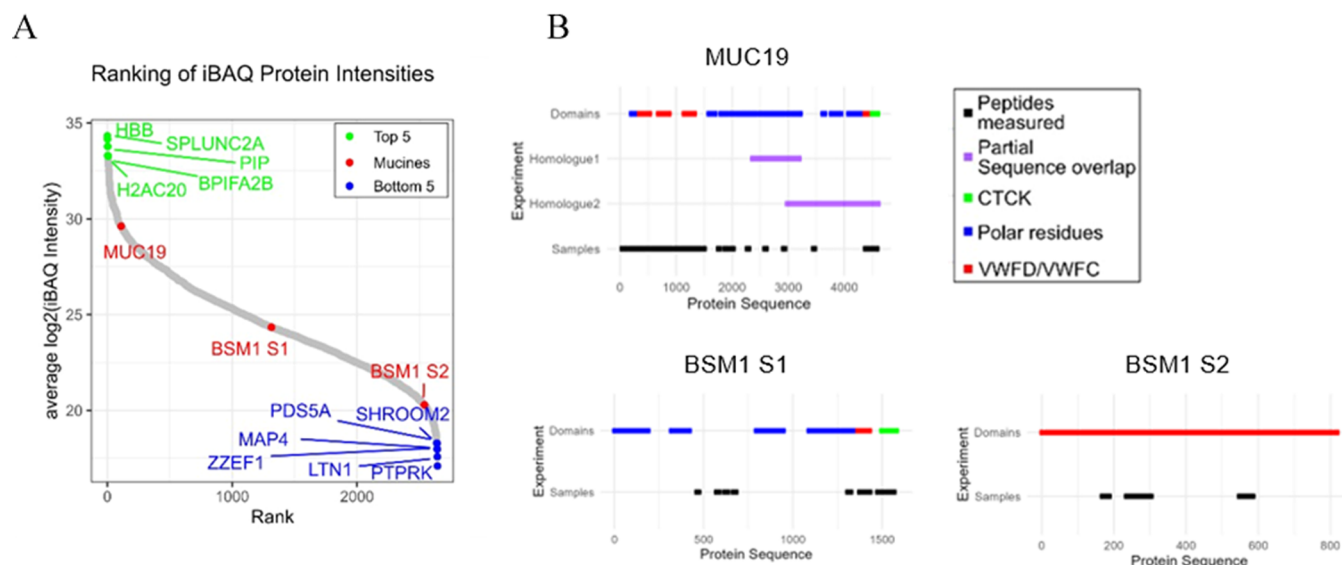 A
Ranking of iBAQ Protein Intensities
average log2(iBAQ Intensity)
35
30
25
20
HBB
SPLUNC2A
PIP
BPIFA2B
H2AC20
Top 5
Mucines
Bottom 5
MUC19
BSM1 S1
BSM1 S2
PDS5A
SHROOM2
MAP4
ZZEF1
LTN1
PTPRK
0
1000
2000
Rank
B
MUC19
Experiment
Domains
Homologue1
Homologue2
Samples
0
1000
2000
3000
4000
Protein Sequence
Peptides
measured
Partial
Sequence overlap
CTCK
Polar residues
VWFD/VWFC
BSM1 S1
Experiment
Domains
Samples
0
500
1000
1500
Protein Sequence
BSM1 S2
Experiment
Domains
Samples
0
200
400
600
800
Protein Sequence